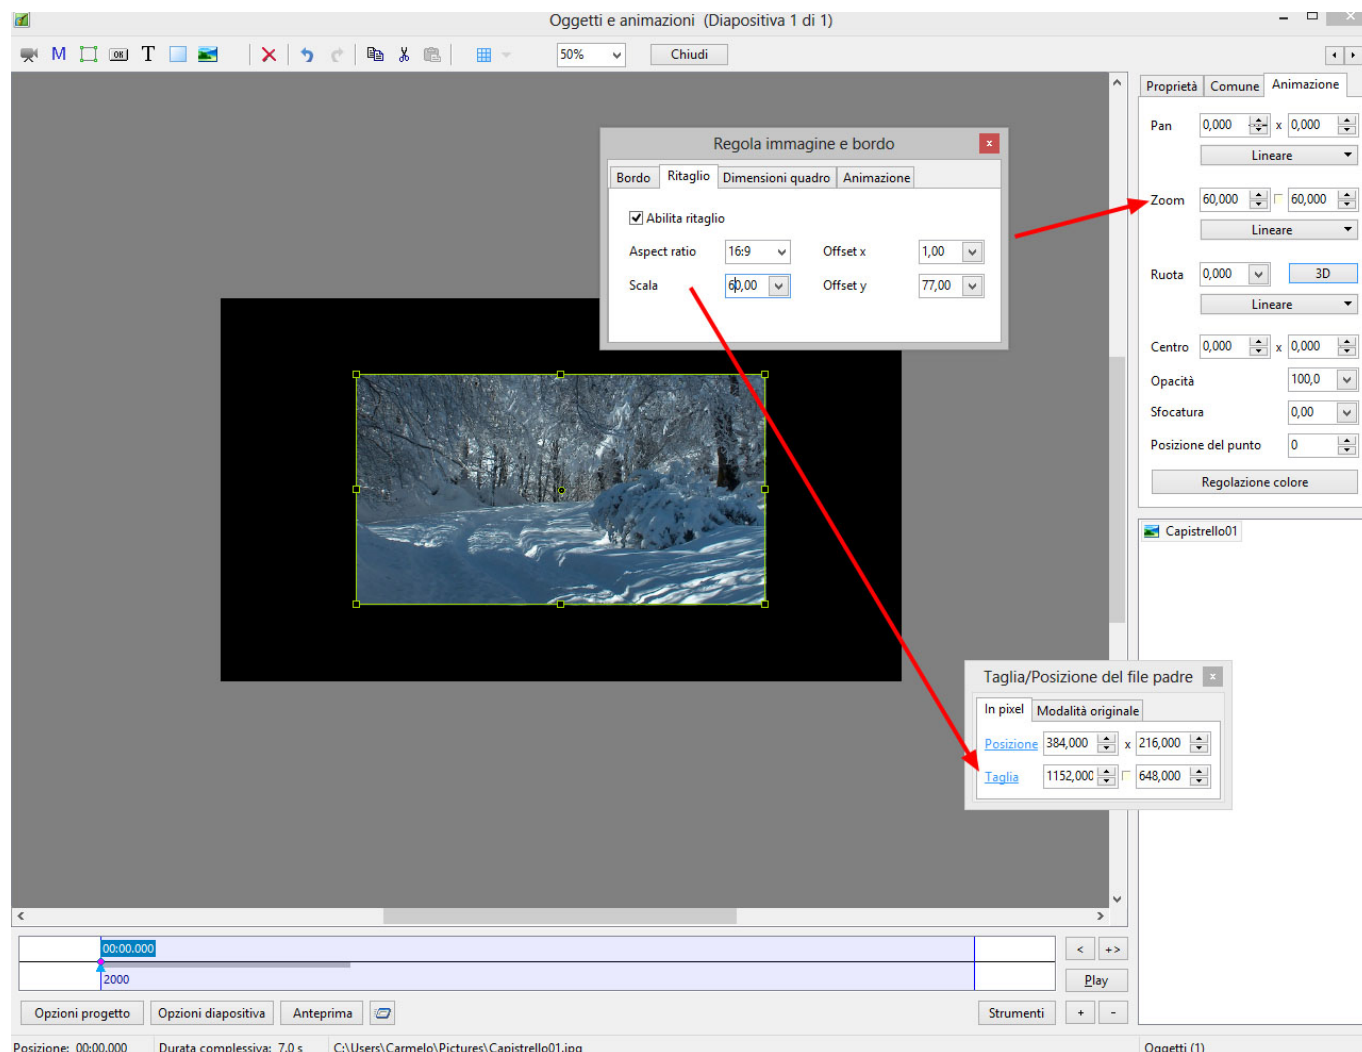 Oggetti e animazioni  (Diapositiva 1 di 1)
M OK T 50% Chiudi
Proprietà Comune Animazione
Pan 0,000 x 0,000
Lineare
Zoom 60,000 60,000
Lineare
Ruota 0,000 3D
Lineare
Centro 0,000 x 0,000
Opacità 100,0
Sfocatura 0,00
Posizione del punto 0
Regolazione colore
Capistrello01
Regola immagine e bordo x
Bordo Ritaglio Dimensioni quadro Animazione
Abilita ritaglio
Aspect ratio 16:9 Offset x 1,00
Scala 60,00 Offset y 77,00
Taglia/Posizione del file padre x
In pixel Modalità originale
Posizione 384,000 x 216,000
Taglia 1152,000 648,000
00:00.000 < +>
2000 Play
Opzioni progetto Opzioni diapositiva Anteprima Strumenti + -
Posizione: 00:00.000 Durata complessiva: 7.0 s C:\Users\Carmelo\Pictures\Capistrello01.jpg Oggetti (1)